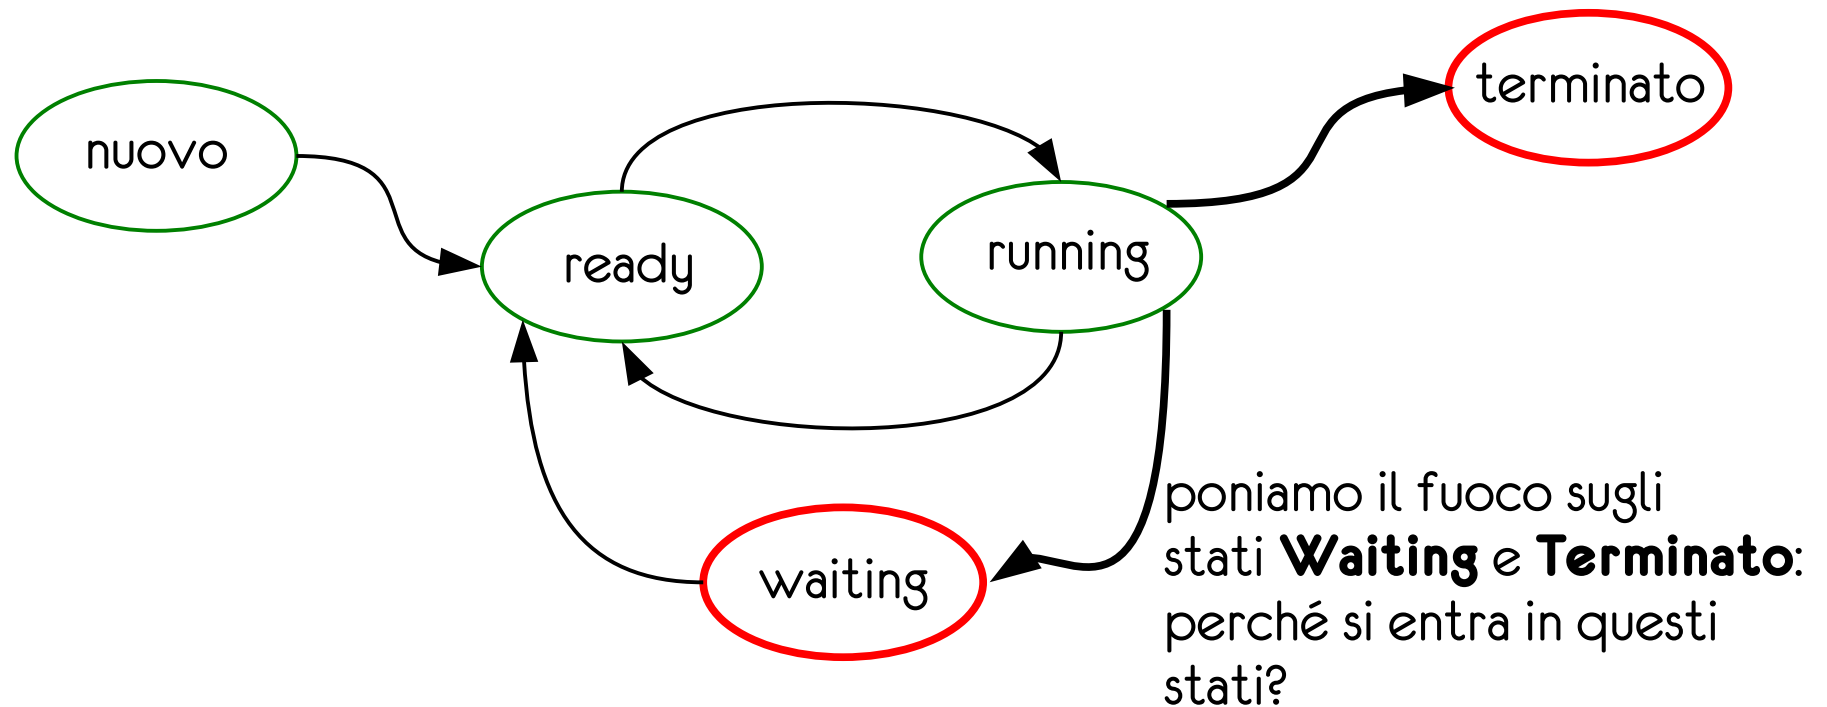 terminato
nuovo
running
ready
poniamo il fuoco sugli
stati Waiting e Terminato:
waiting
perché si entra in questi
stati?